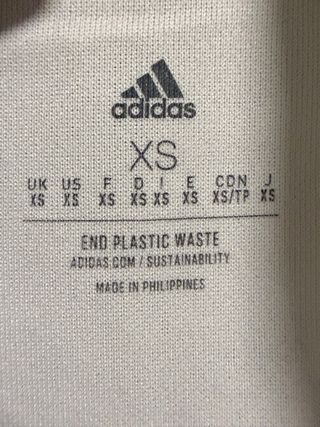 adidas
XS
UK US F D I E CDN J
XS XS XS XS XS XS XS/TP XS
END PLASTIC WASTE
ADIDAS.COM / SUSTAINABILITY
MADE IN PHILIPPINES